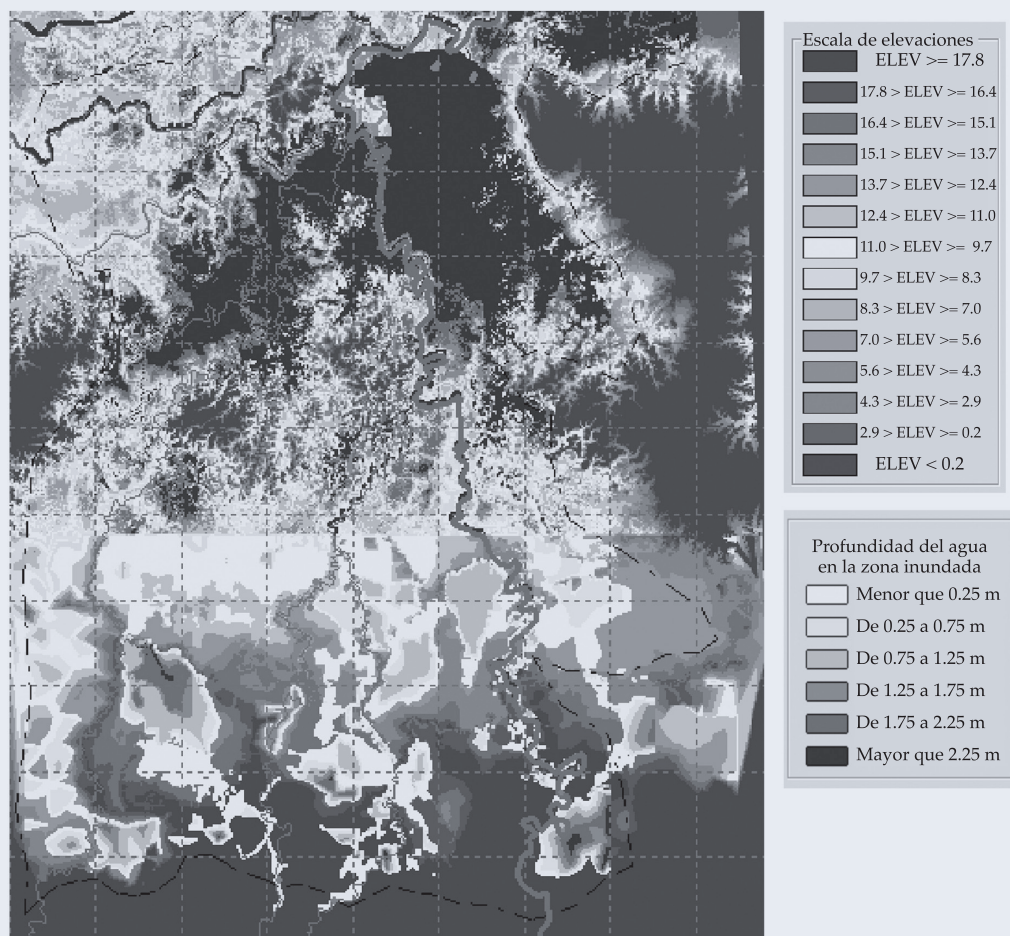 Escala de elevaciones
ELEV >= 17.8
17.8 > ELEV >= 16.4
16.4 > ELEV >= 15.1
15.1 > ELEV >= 13.7
13.7 > ELEV >= 12.4
12.4 > ELEV >= 11.0
11.0 > ELEV >= 9.7
9.7 > ELEV >= 8.3
8.3 > ELEV >= 7.0
7.0 > ELEV >= 5.6
5.6 > ELEV >= 4.3
4.3 > ELEV >= 2.9
2.9 > ELEV >= 0.2
ELEV < 0.2
Profundidad del agua
en la zona inundada
Menor que 0.25 m
De 0.25 a 0.75 m
De 0.75 a 1.25 m
De 1.25 a 1.75 m
De 1.75 a 2.25 m
Mayor que 2.25 m